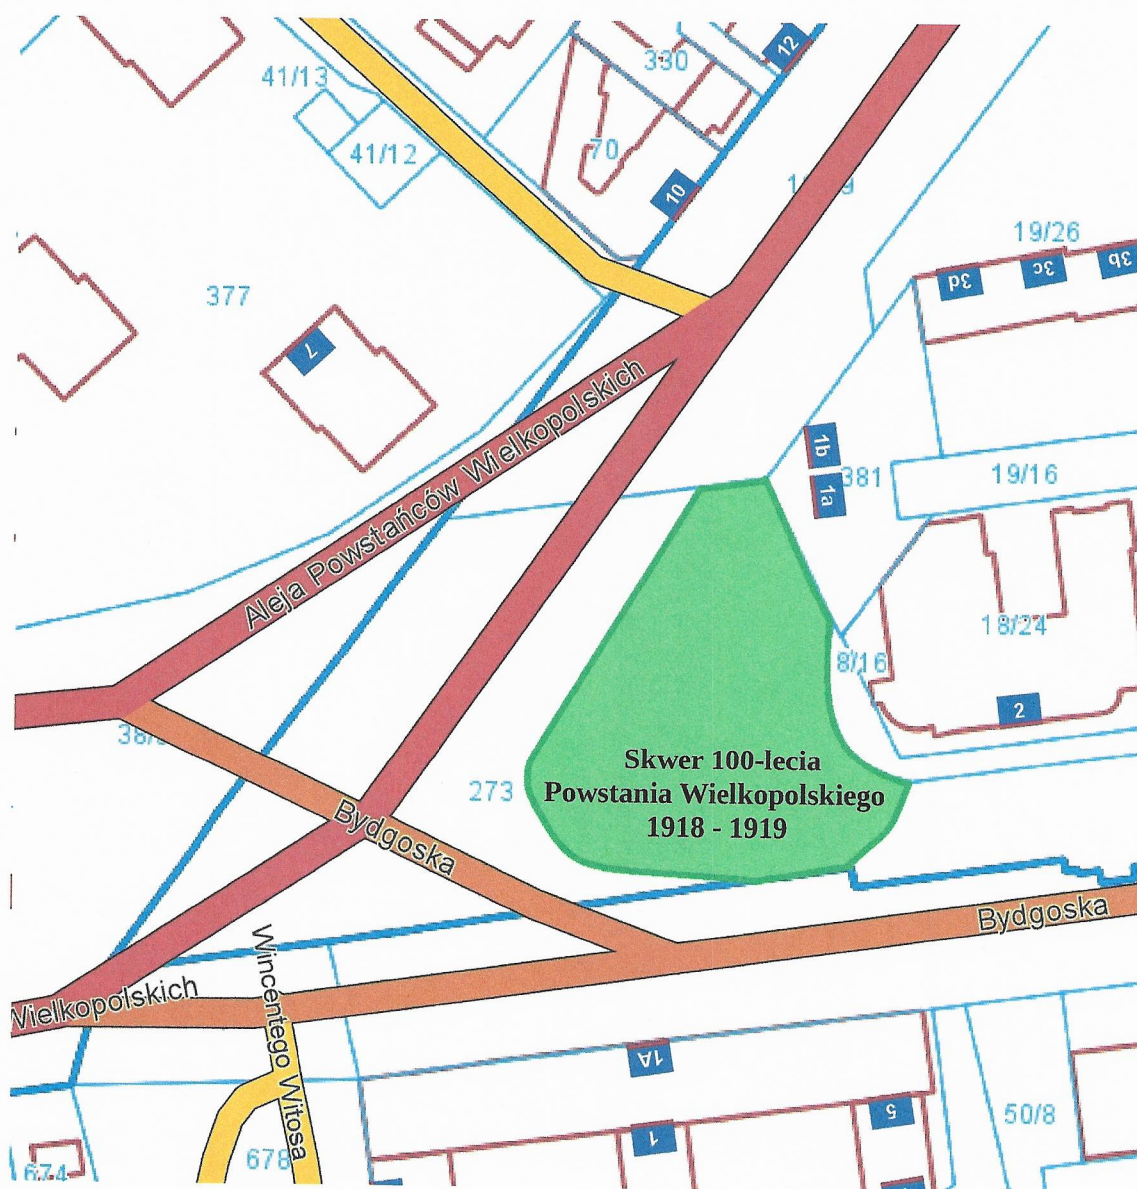 12
330
41/13
70
41/12
10
19/26
3b
3c
3d
377
7
Aleja Powstańców Wielkopolskich
1b
381
19/16
1a
18/24
8/16
2
Skwer 100-lecia
Powstania Wielkopolskiego
1918 - 1919
273
Bydgoska
Bydgoska
Wielkopolskich
Wincentego Witosa
1A
5
1
50/8
678
674